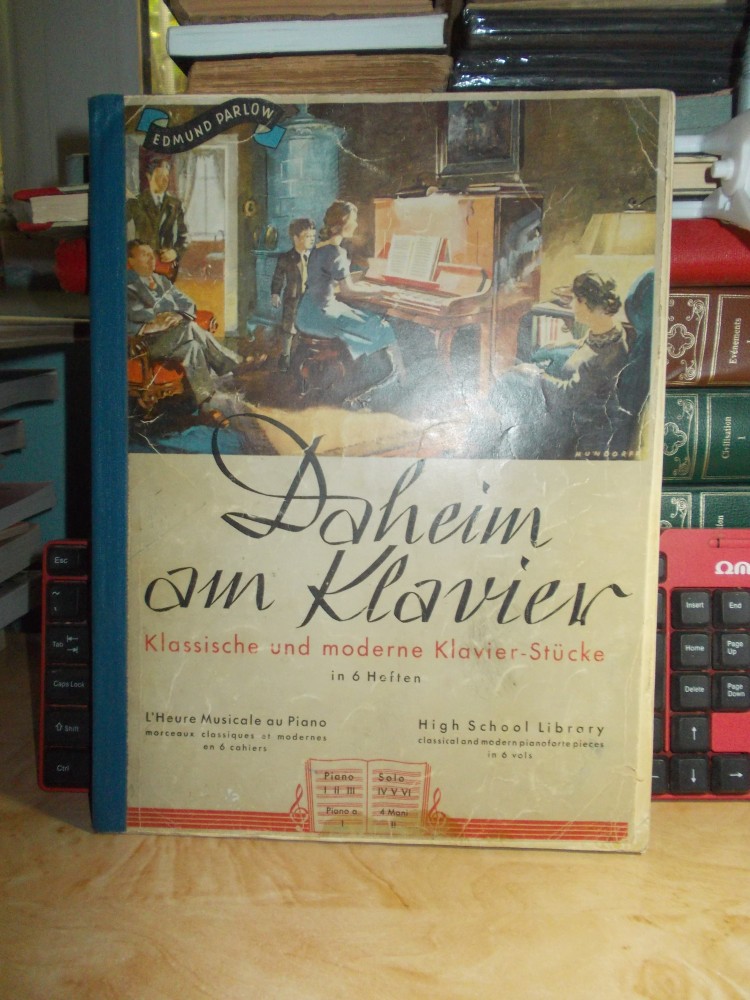 EDMUND PARLOW
MUNDORFF
Daheim
am Klavier
Klassische und moderne Klavier-Stücke
in 6 Heften
L'Heure Musicale au Piano
morceaux classiques et modernes
en 6 cahiers
High School Library
classical and modern pianoforte pieces
in 6 vols
Piano Solo
I II III IV V VI
Piano a 4 Mani
I II
Evénements
Civilisation
1
Esc
~
Tab
Caps Lock
⇧ Shift
Ctrl
Insert
End
Home
Page Up
Delete
Page Down
↑
↓
→